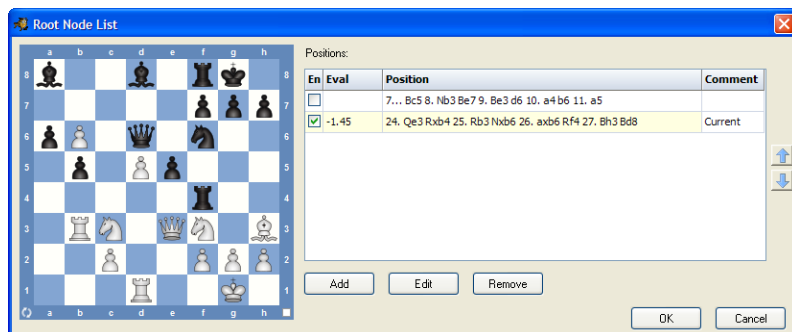 Root Node List
a b c d e f g h
8 8
7 7
6 6
5 5
4 4
3 3
2 2
1 1
a b c d e f g h
Positions:
En Eval Position Comment
7... Bc5 8. Nb3 Be7 9. Be3 d6 10. a4 b6 11. a5
-1.45 24. Qe3 Rxb4 25. Rb3 Nxb6 26. axb6 Rf4 27. Bh3 Bd8 Current
Add Edit Remove
OK Cancel